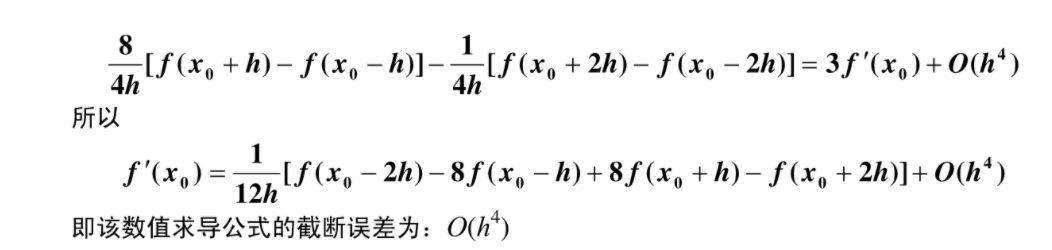 8/4h[f(x₀ + h) − f(x₀ − h)] − 1/4h[f(x₀ + 2h) − f(x₀ − 2h)] = 3f′(x₀) + O(h⁴)
所以
f′(x₀) = 1/12h[f(x₀ − 2h) − 8f(x₀ − h) + 8f(x₀ + h) − f(x₀ + 2h)] + O(h⁴)
即该数值求导公式的截断误差为：O(h⁴)